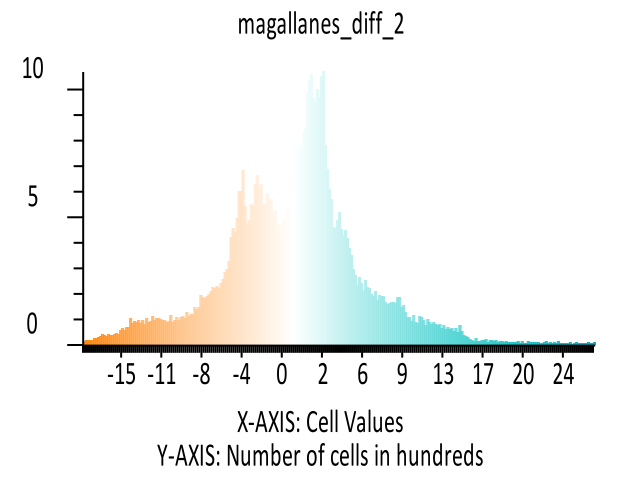 magallanes_diff_2
10
5
0
-15 -11 -8 -4 0 2 6 9 13 17 20 24
X-AXIS: Cell Values
Y-AXIS: Number of cells in hundreds